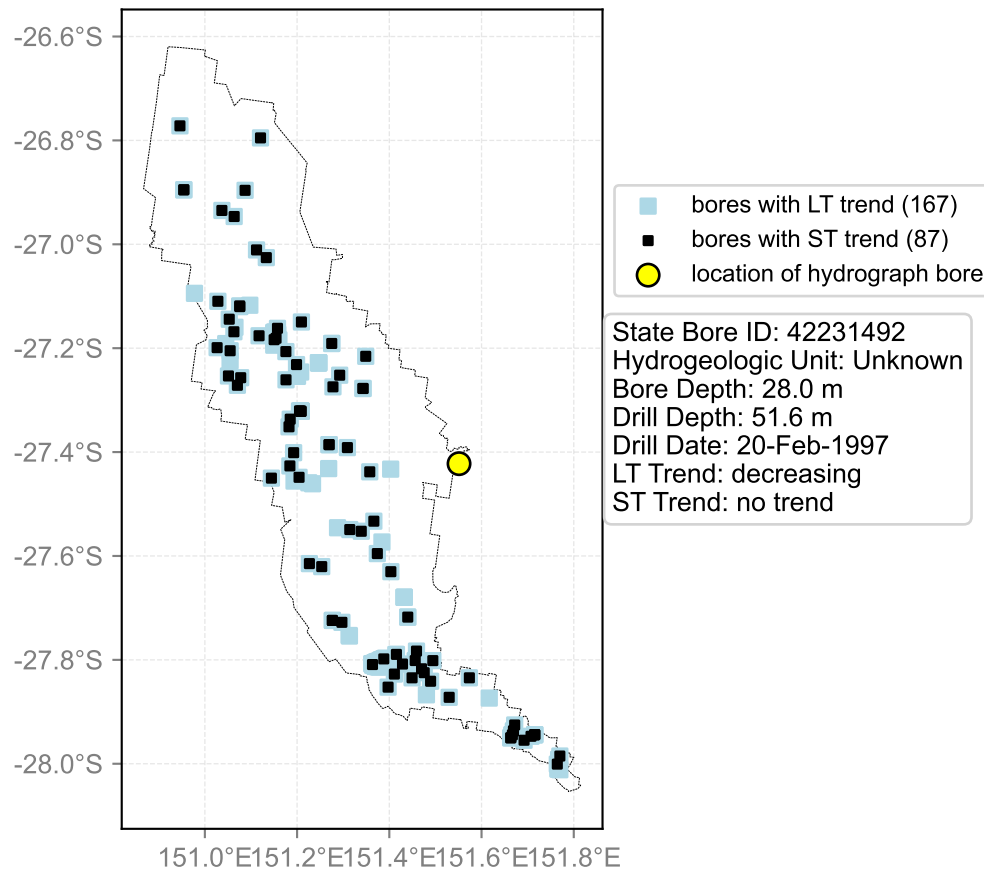 -26.6°S
-26.8°S
-27.0°S
-27.2°S
-27.4°S
-27.6°S
-27.8°S
-28.0°S
151.0°E151.2°E151.4°E151.6°E151.8°E
bores with LT trend (167)
bores with ST trend (87)
location of hydrograph bore
State Bore ID: 42231492
Hydrogeologic Unit: Unknown
Bore Depth: 28.0 m
Drill Depth: 51.6 m
Drill Date: 20-Feb-1997
LT Trend: decreasing
ST Trend: no trend